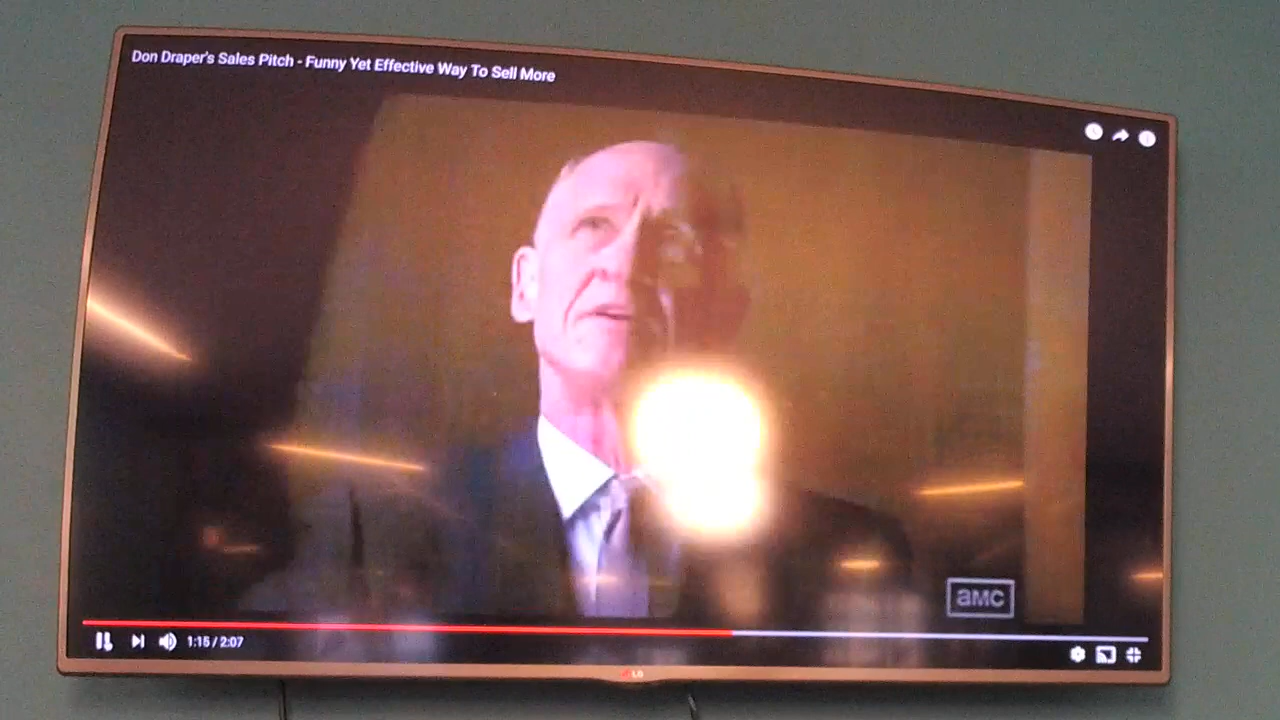 Don Draper's Sales Pitch - Funny Yet Effective Way To Sell More
amc
1:15 / 2:07
LG